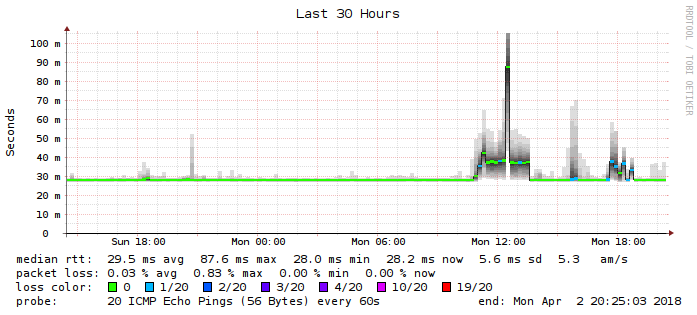 Last 30 Hours
RRDTOOL / TOBI OETIKER
Seconds
100 m
90 m
80 m
70 m
60 m
50 m
40 m
30 m
20 m
10 m
0
Sun 18:00 Mon 00:00 Mon 06:00 Mon 12:00 Mon 18:00
median rtt: 29.5 ms avg 87.6 ms max 28.0 ms min 28.2 ms now 5.6 ms sd 5.3 am/s
packet loss: 0.03 % avg 0.83 % max 0.00 % min 0.00 % now
loss color: 0 1/20 2/20 3/20 4/20 10/20 19/20
probe: 20 ICMP Echo Pings (56 Bytes) every 60s end: Mon Apr 2 20:25:03 2018